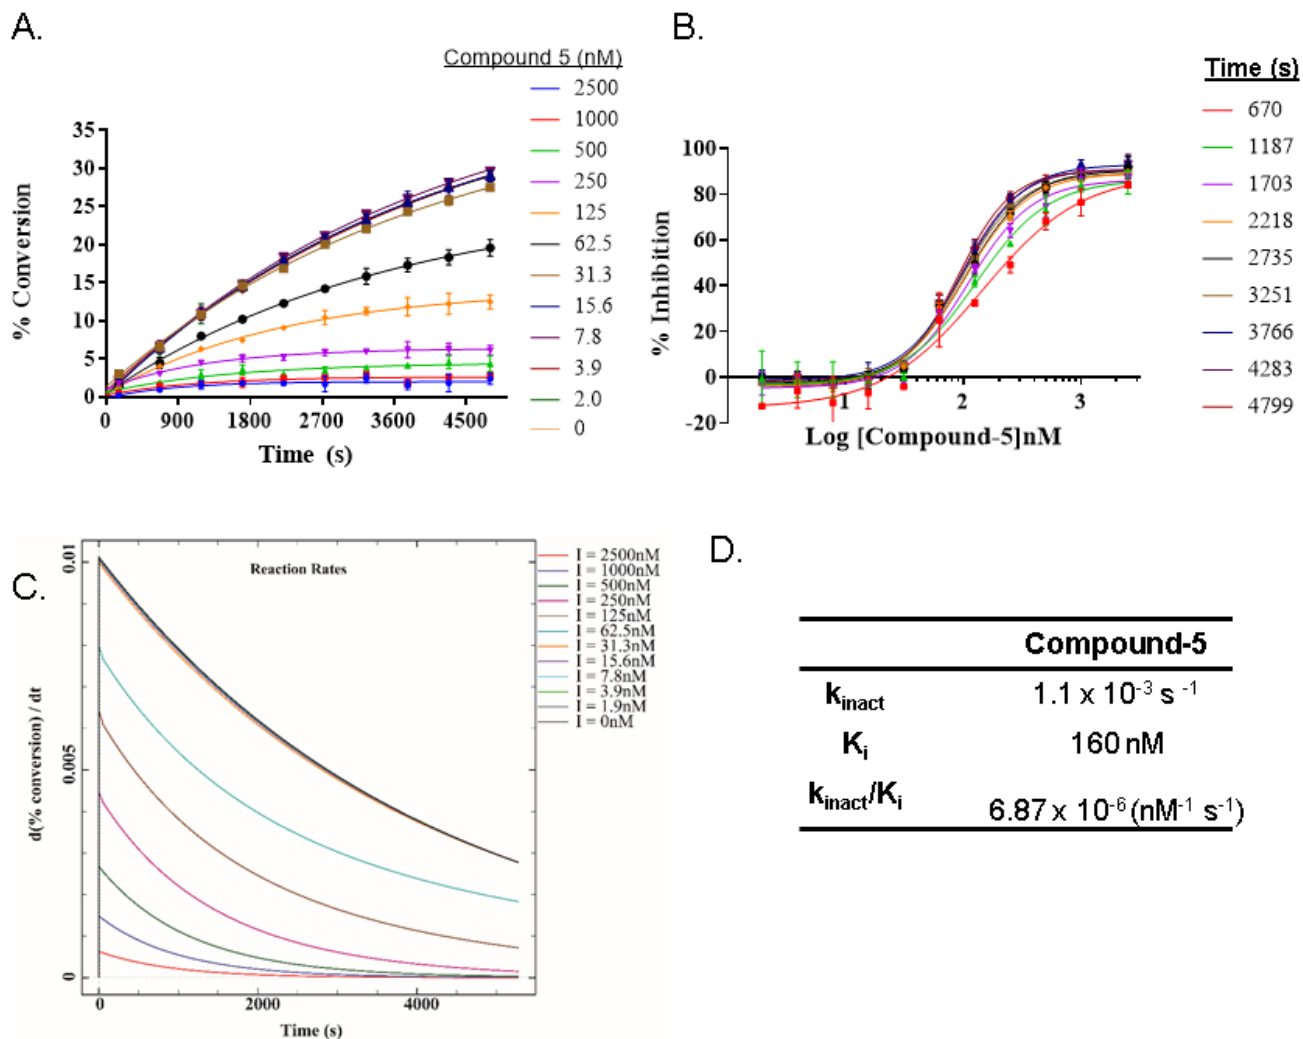 A.
Compound 5 (nM)
2500
1000
500
250
125
62.5
31.3
15.6
7.8
3.9
2.0
0
35
30
25
20
15
10
5
0
% Conversion
0 900 1800 2700 3600 4500
Time (s)
B.
Time (s)
670
1187
1703
2218
2735
3251
3766
4283
4799
100
80
60
40
20
0
-20
% Inhibition
1 2 3
Log [Compound-5]nM
C.
Reaction Rates
I = 2500nM
I = 1000nM
I = 500nM
I = 250nM
I = 125nM
I = 62.5nM
I = 31.3nM
I = 15.6nM
I = 7.8nM
I = 3.9nM
I = 1.9nM
I = 0nM
0.01
0.005
0
d(% conversion) / dt
0 2000 4000
Time (s)
D.
Compound-5
k_inact 1.1 x 10⁻³ s⁻¹
K_i 160 nM
k_inact/K_i 6.87 x 10⁻⁶ (nM⁻¹ s⁻¹)